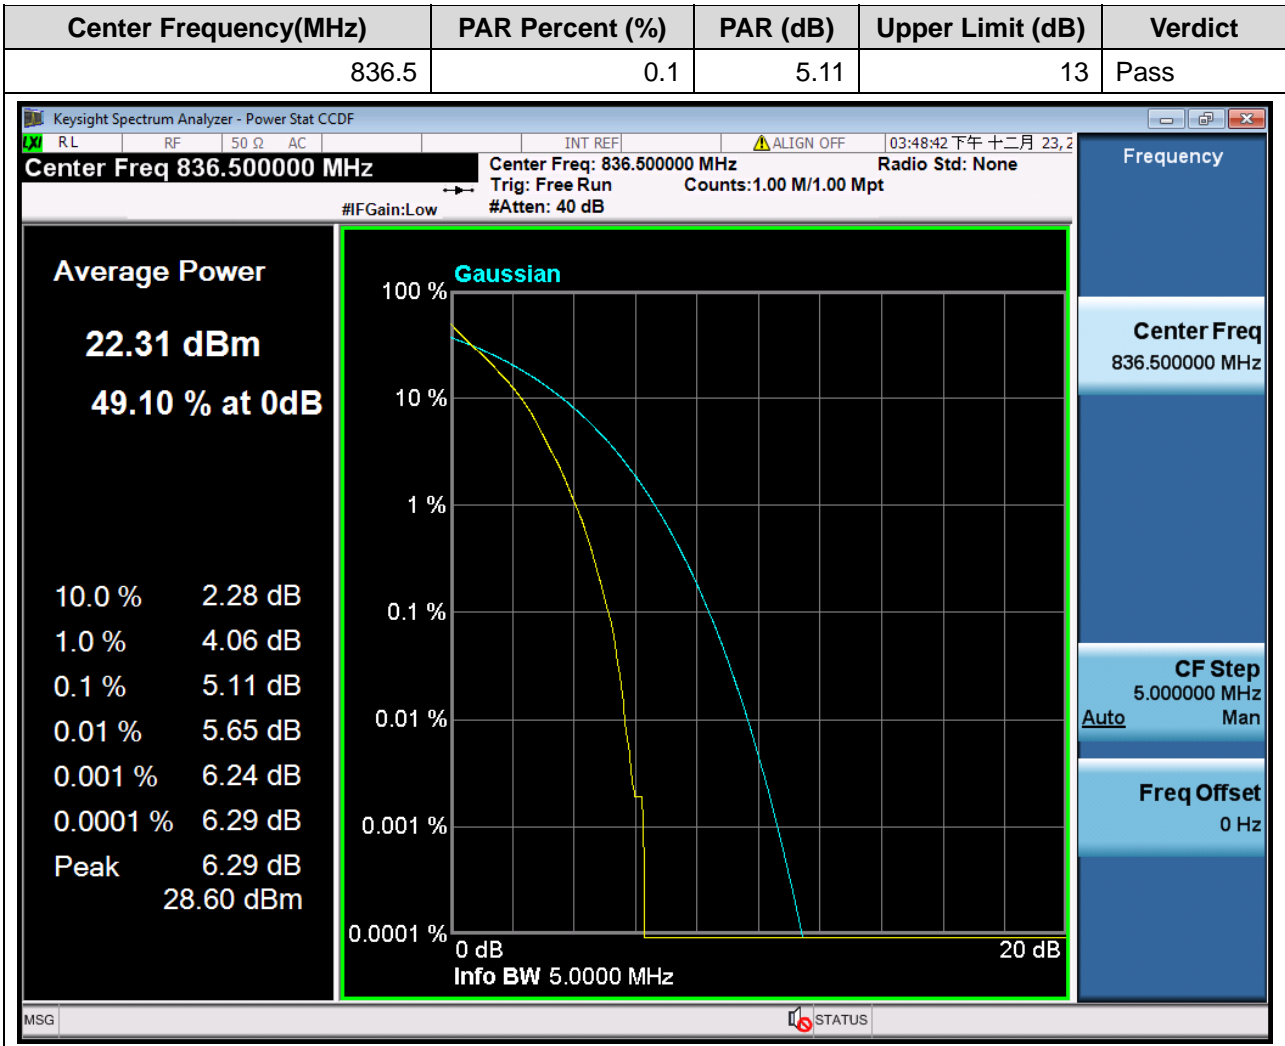 Center Frequency(MHz) PAR Percent (%) PAR (dB) Upper Limit (dB) Verdict
836.5 0.1 5.11 13 Pass
Keysight Spectrum Analyzer - Power Stat CCDF
LXI RL RF 50 Ω AC INT REF ALIGN OFF 03:48:42 下午 十二月 23, 2
Center Freq 836.500000 MHz
Center Freq: 836.500000 MHz Radio Std: None
Trig: Free Run Counts:1.00 M/1.00 Mpt
#IFGain:Low #Atten: 40 dB
Average Power
22.31 dBm
49.10 % at 0dB
10.0 % 2.28 dB
1.0 % 4.06 dB
0.1 % 5.11 dB
0.01 % 5.65 dB
0.001 % 6.24 dB
0.0001 % 6.29 dB
Peak 6.29 dB
28.60 dBm
Gaussian
100 %
10 %
1 %
0.1 %
0.01 %
0.001 %
0.0001 %
0 dB 20 dB
Info BW 5.0000 MHz
Frequency
Center Freq
836.500000 MHz
CF Step
5.000000 MHz
Auto Man
Freq Offset
0 Hz
MSG STATUS